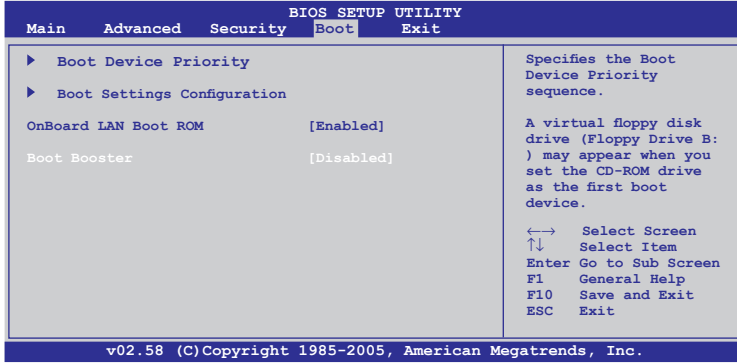 BIOS SETUP UTILITY
Main Advanced Security Boot Exit
Boot Device Priority
Boot Settings Configuration
OnBoard LAN Boot ROM [Enabled]
Boot Booster [Disabled]
Specifies the Boot
Device Priority
sequence.
A virtual floppy disk
drive (Floppy Drive B:
) may appear when you
set the CD-ROM drive
as the first boot
device.
←→ Select Screen
↑↓ Select Item
Enter Go to Sub Screen
F1 General Help
F10 Save and Exit
ESC Exit
v02.58 (C)Copyright 1985-2005, American Megatrends, Inc.